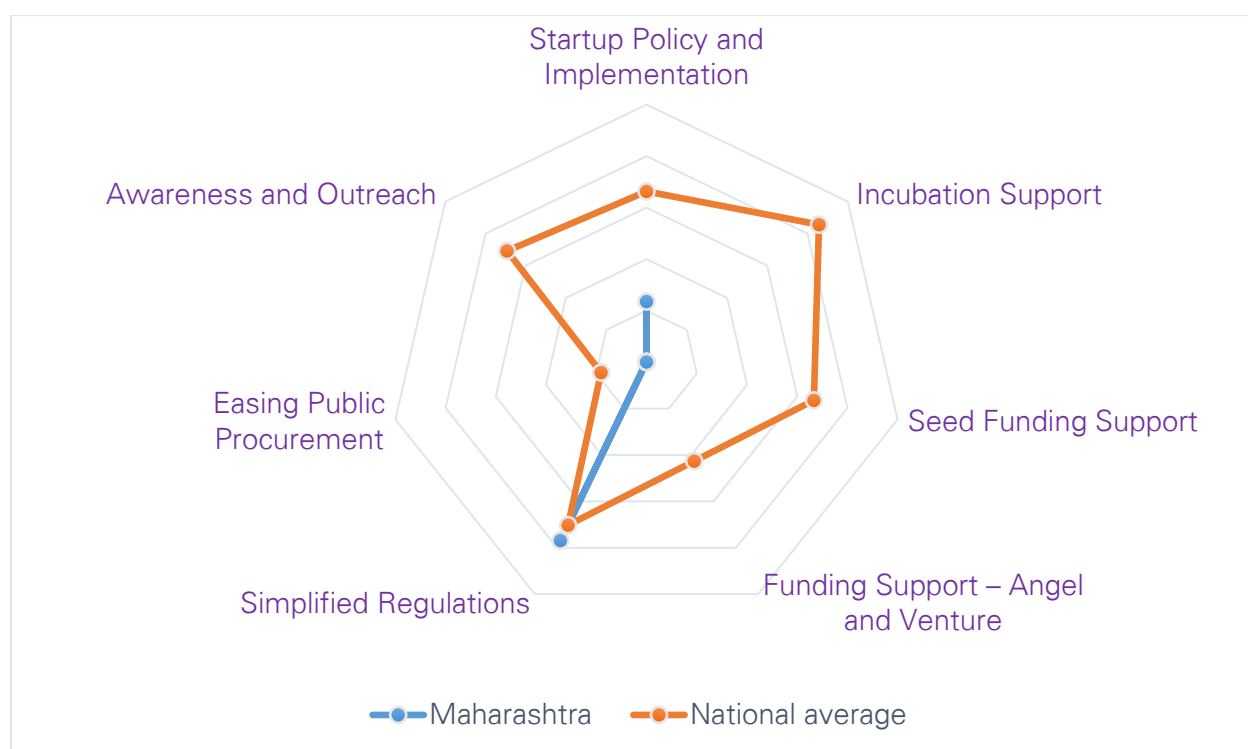 Startup Policy and
Implementation
Awareness and Outreach
Incubation Support
Easing Public
Procurement
Seed Funding Support
Simplified Regulations
Funding Support – Angel
and Venture
Maharashtra
National average